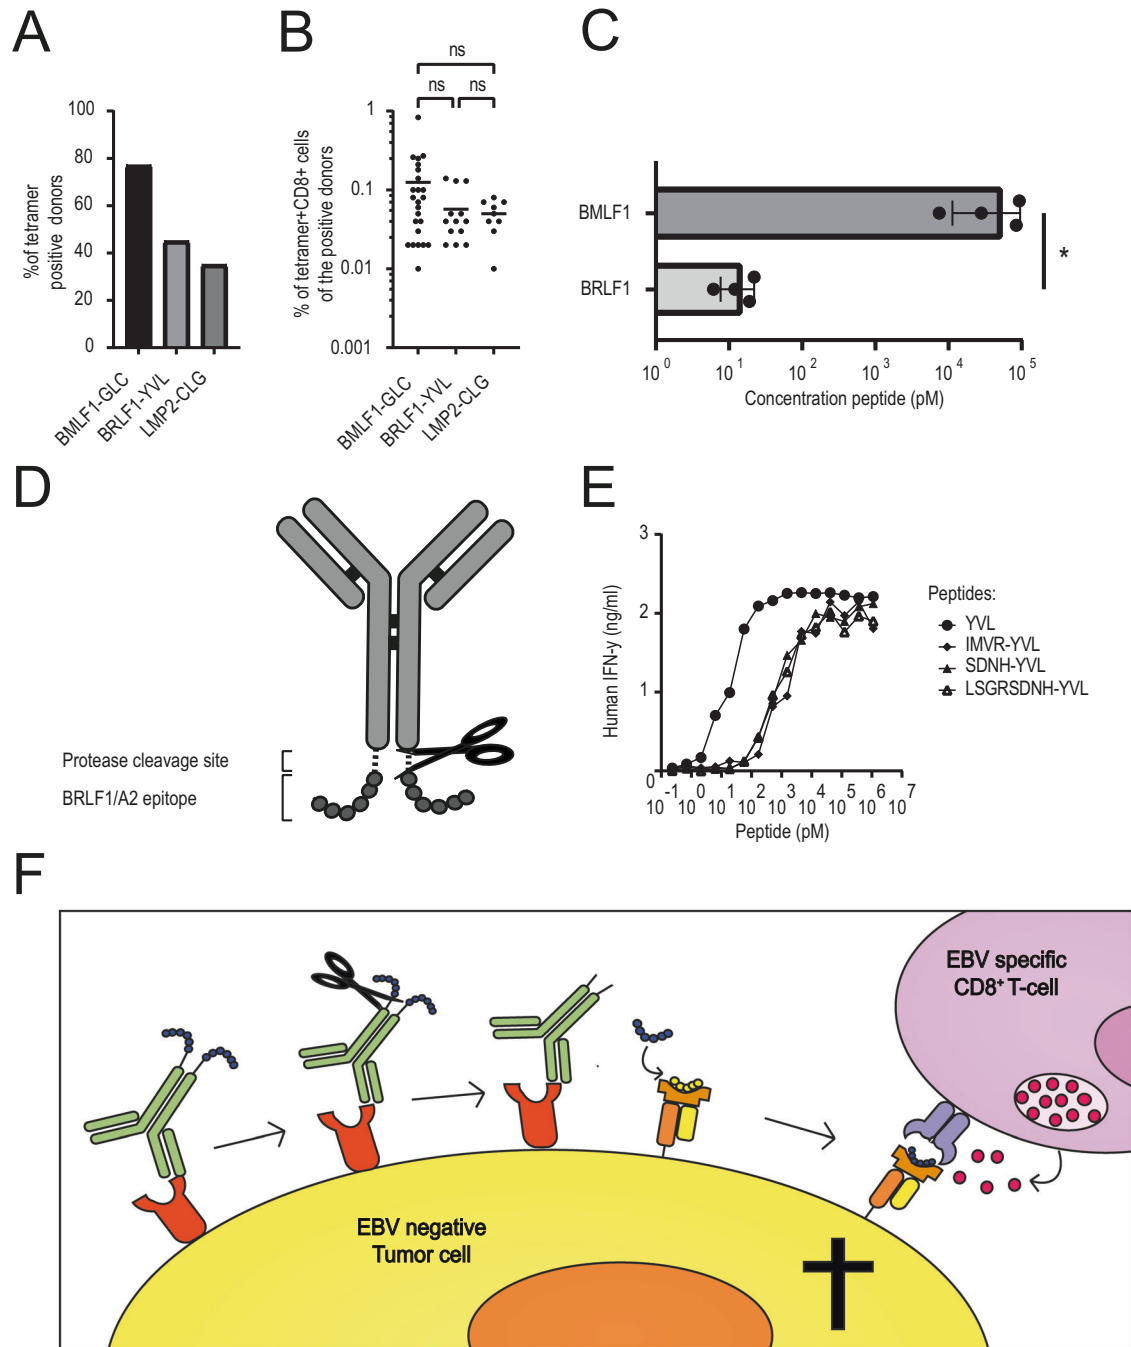 A
% of tetramer
positive donors
100
80
60
40
20
0
BMLF1-GLC
BRLF1-YVL
LMP2-CLG
B
ns
ns
ns
% of tetramer+CD8+ cells
of the positive donors
1
0.1
0.01
0.001
BMLF1-GLC
BRLF1-YVL
LMP2-CLG
C
BMLF1
BRLF1
*
10^0
10^1
10^2
10^3
10^4
10^5
Concentration peptide (pM)
D
Protease cleavage site
BRLF1/A2 epitope
E
Human IFN-y (ng/ml)
3
2
1
0
10^-1
10^0
10^1
10^2
10^3
10^4
10^5
10^6
10^7
Peptide (pM)
Peptides:
YVL
IMVR-YVL
SDNH-YVL
LSGRSDNH-YVL
F
EBV specific
CD8+ T-cell
EBV negative
Tumor cell